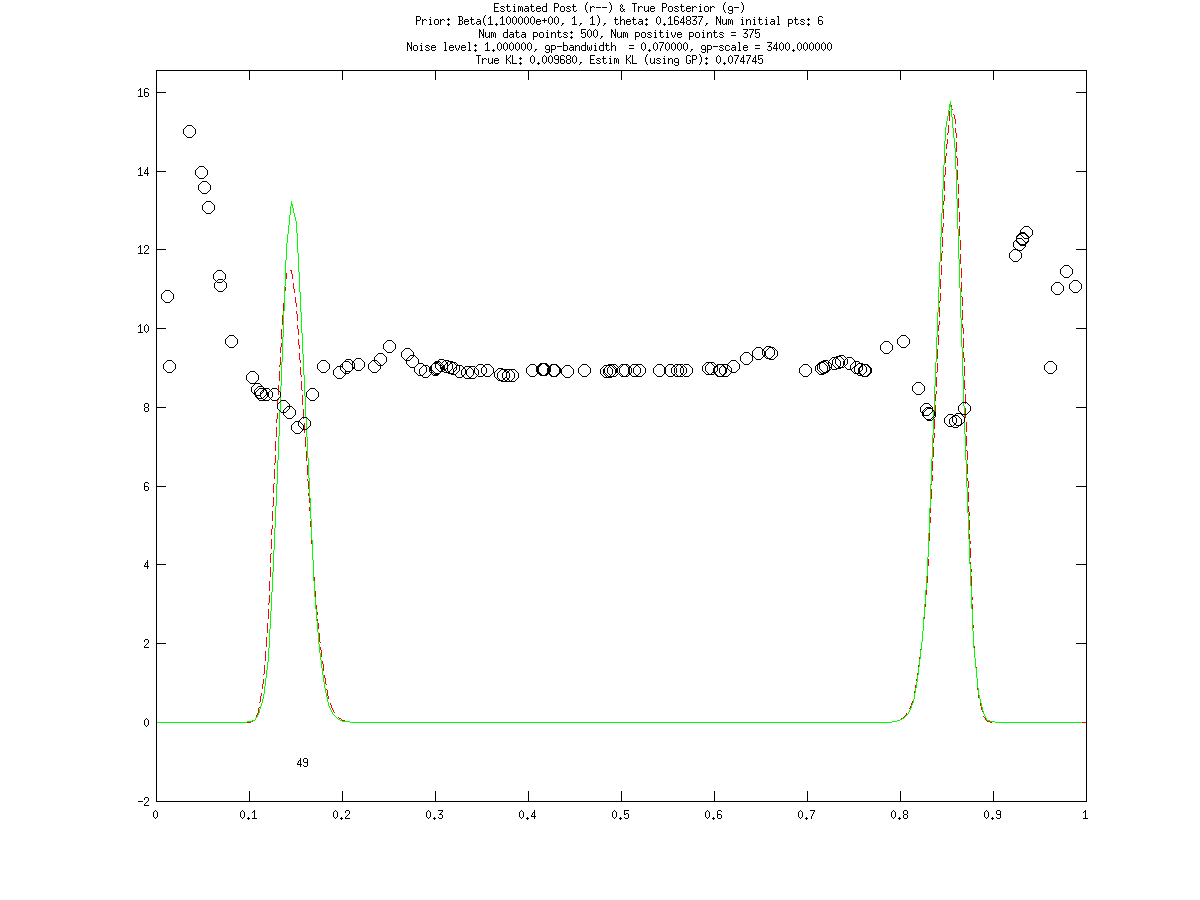 Estimated Post (r--) & True Posterior (g-)
Prior: Beta(1.100000e+00, 1, 1), theta: 0.164837, Num initial pts: 6
Num data points: 500, Num positive points = 375
Noise level: 1.000000, gp-bandwidth  = 0.070000, gp-scale = 3400.000000
True KL: 0.009680, Estim KL (using GP): 0.074745
16
14
12
10
8
6
4
2
0
49
-2
0 0.1 0.2 0.3 0.4 0.5 0.6 0.7 0.8 0.9 1